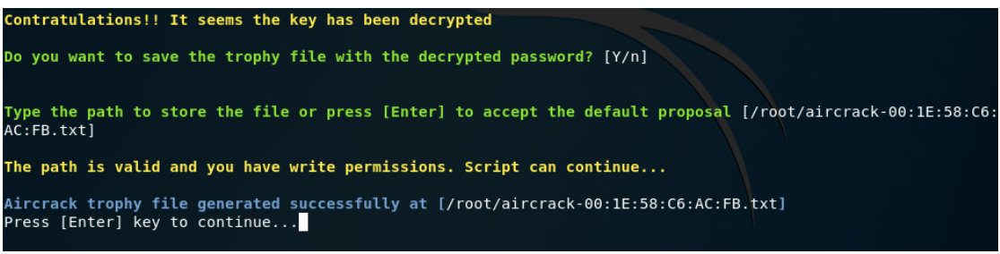 Contratulations!! It seems the key has been decrypted
Do you want to save the trophy file with the decrypted password? [Y/n]
Type the path to store the file or press [Enter] to accept the default proposal [/root/aircrack-00:1E:58:C6:
AC:FB.txt]
The path is valid and you have write permissions. Script can continue...
Aircrack trophy file generated successfully at [/root/aircrack-00:1E:58:C6:AC:FB.txt]
Press [Enter] key to continue...